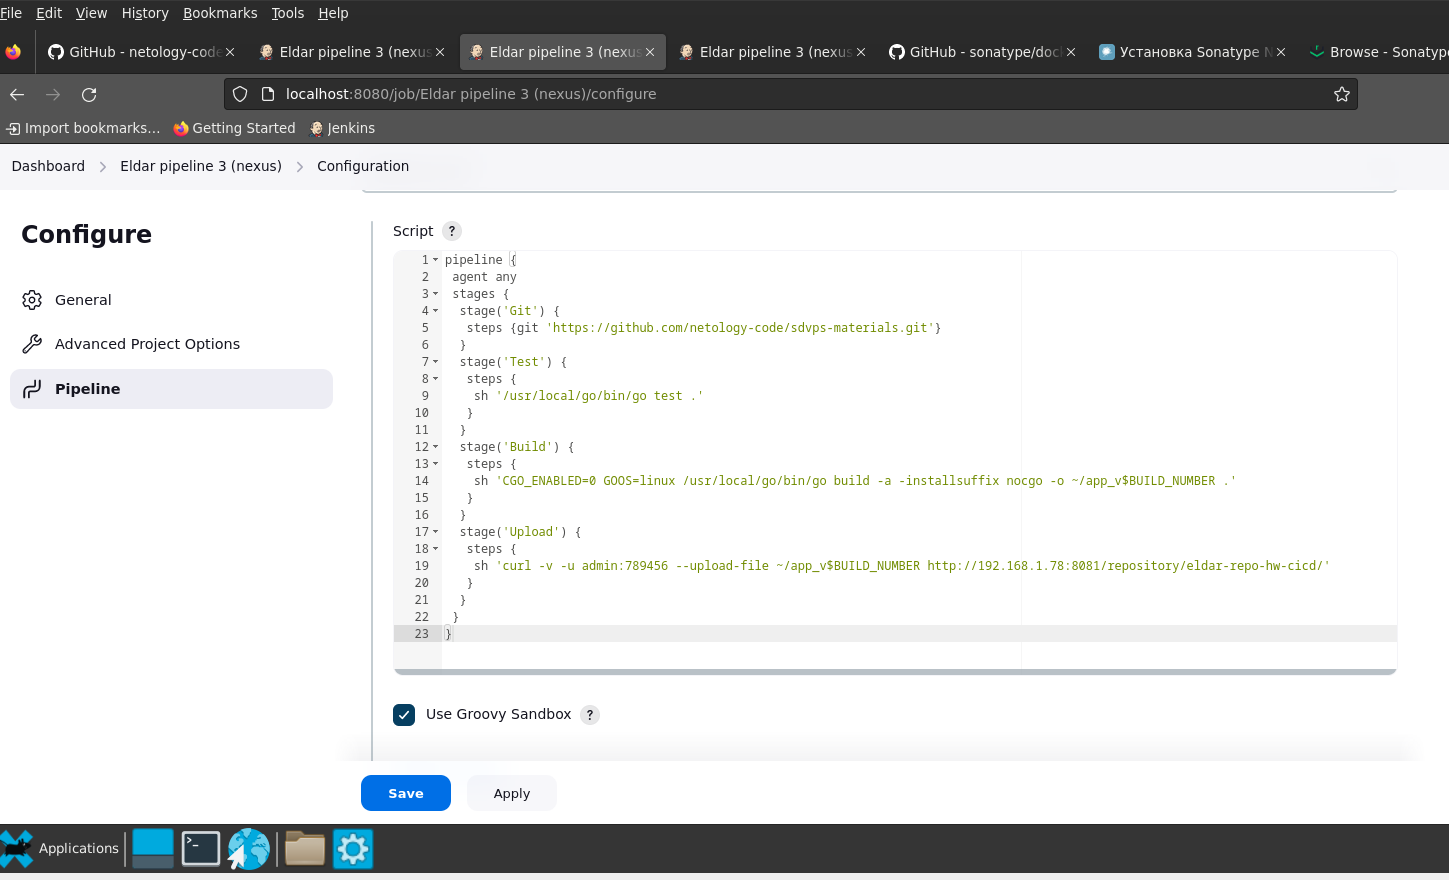 File Edit View History Bookmarks Tools Help
GitHub - netology-code Eldar pipeline 3 (nexus Eldar pipeline 3 (nexus Eldar pipeline 3 (nexus GitHub - sonatype/doc Установка Sonatype N Browse - Sonatype
localhost:8080/job/Eldar pipeline 3 (nexus)/configure
Import bookmarks... Getting Started Jenkins
Dashboard Eldar pipeline 3 (nexus) Configuration
Configure
General
Advanced Project Options
Pipeline
Script ?
1 pipeline {
2 agent any
3 stages {
4 stage('Git') {
5 steps {git 'https://github.com/netology-code/sdvps-materials.git'}
6 }
7 stage('Test') {
8 steps {
9 sh '/usr/local/go/bin/go test .'
10 }
11 }
12 stage('Build') {
13 steps {
14 sh 'CGO_ENABLED=0 GOOS=linux /usr/local/go/bin/go build -a -installsuffix nocgo -o ~/app_v$BUILD_NUMBER .'
15 }
16 }
17 stage('Upload') {
18 steps {
19 sh 'curl -v -u admin:789456 --upload-file ~/app_v$BUILD_NUMBER http://192.168.1.78:8081/repository/eldar-repo-hw-cicd/'
20 }
21 }
22 }
23 }
Use Groovy Sandbox ?
Save Apply
Applications